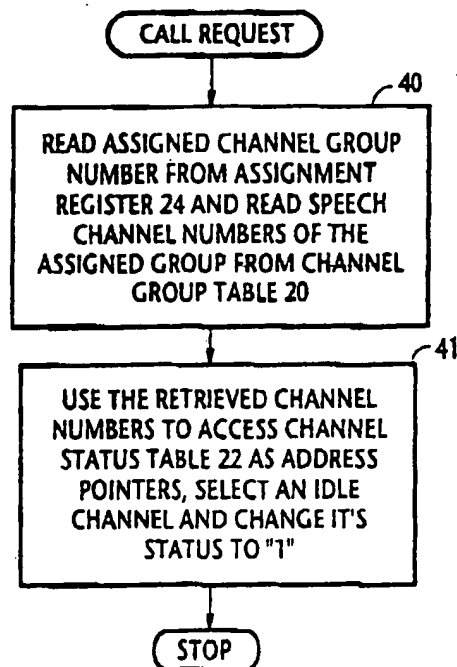 CALL REQUEST
40
READ ASSIGNED CHANNEL GROUP
NUMBER FROM ASSIGNMENT
REGISTER 24 AND READ SPEECH
CHANNEL NUMBERS OF THE
ASSIGNED GROUP FROM CHANNEL
GROUP TABLE 20
41
USE THE RETRIEVED CHANNEL
NUMBERS TO ACCESS CHANNEL
STATUS TABLE 22 AS ADDRESS
POINTERS, SELECT AN IDLE
CHANNEL AND CHANGE IT'S
STATUS TO "1"
STOP